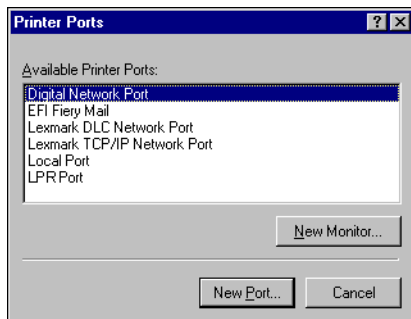 Printer Ports
Available Printer Ports:
Digital Network Port
EFI Fiery Mail
Lexmark DLC Network Port
Lexmark TCP/IP Network Port
Local Port
LPR Port
New Monitor...
New Port... Cancel